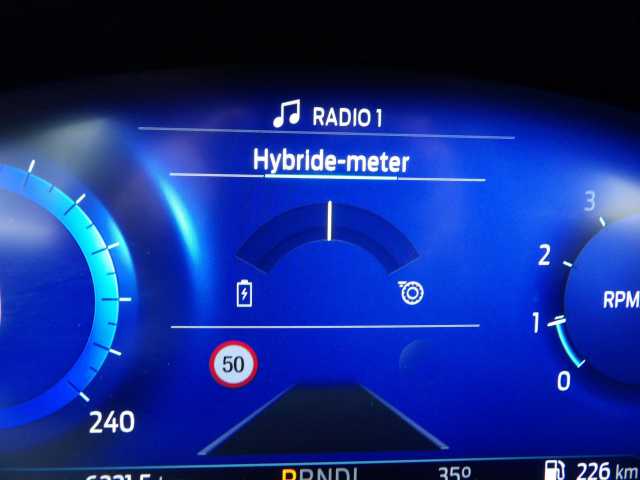 RADIO 1
Hybride-meter
3
2
1
0
RPM
50
240
PRNDL
35°
226 km